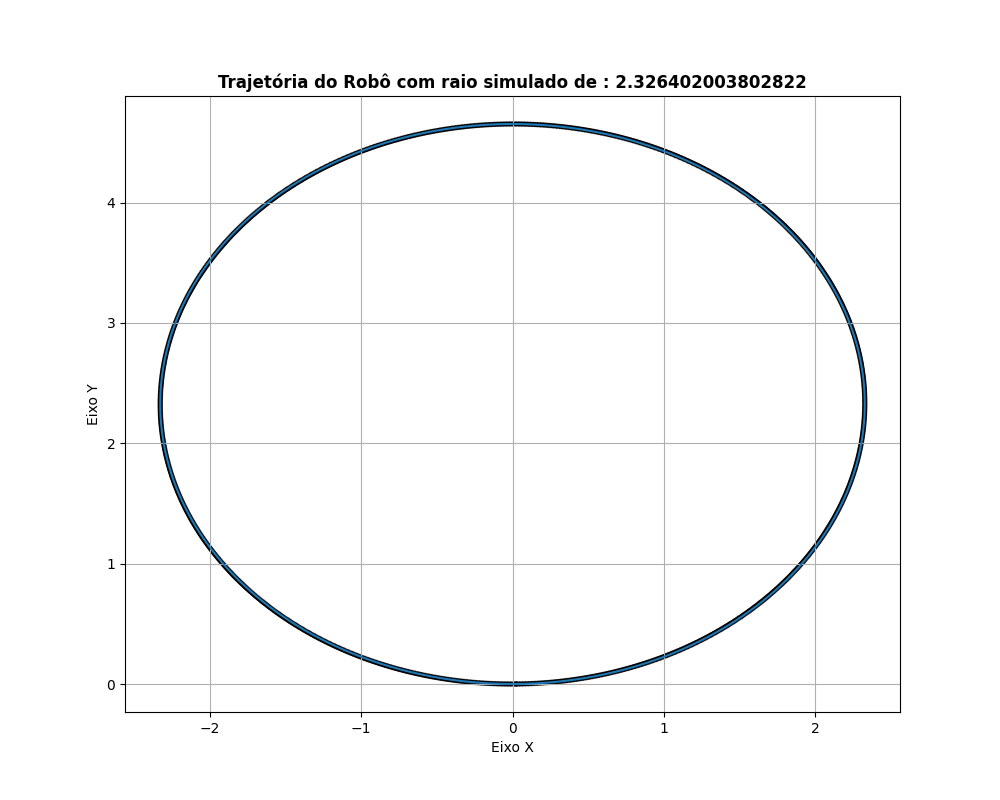 Trajetória do Robô com raio simulado de : 2.326402003802822
4
3
2
1
0
Eixo Y
−2 −1 0 1 2
Eixo X